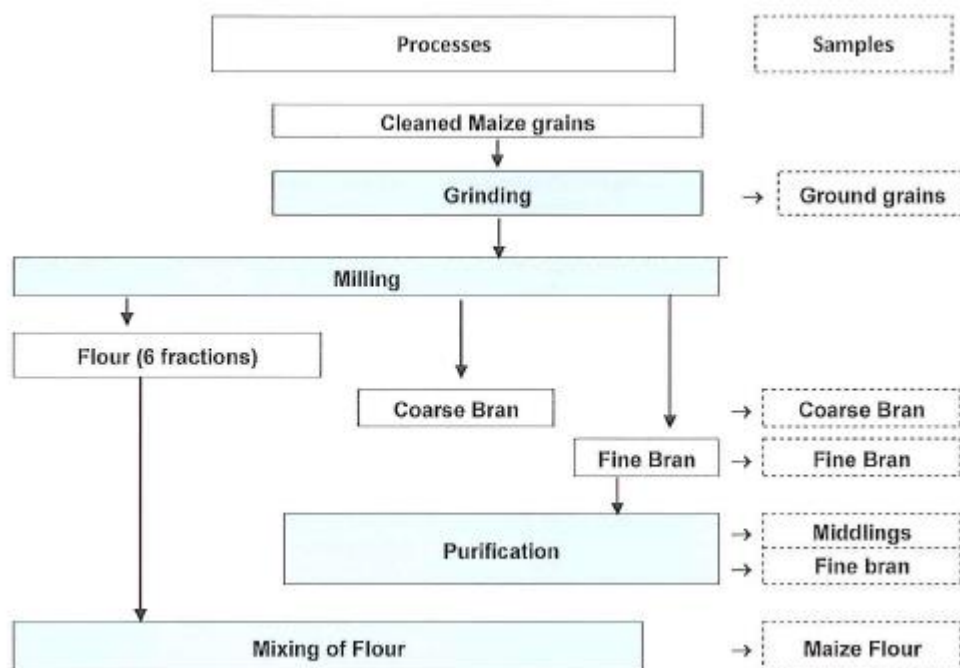 Processes
Samples
Cleaned Maize grains
Grinding
Ground grains
Milling
Flour (6 fractions)
Coarse Bran
Coarse Bran
Fine Bran
Fine Bran
Purification
Middlings
Fine bran
Mixing of Flour
Maize Flour